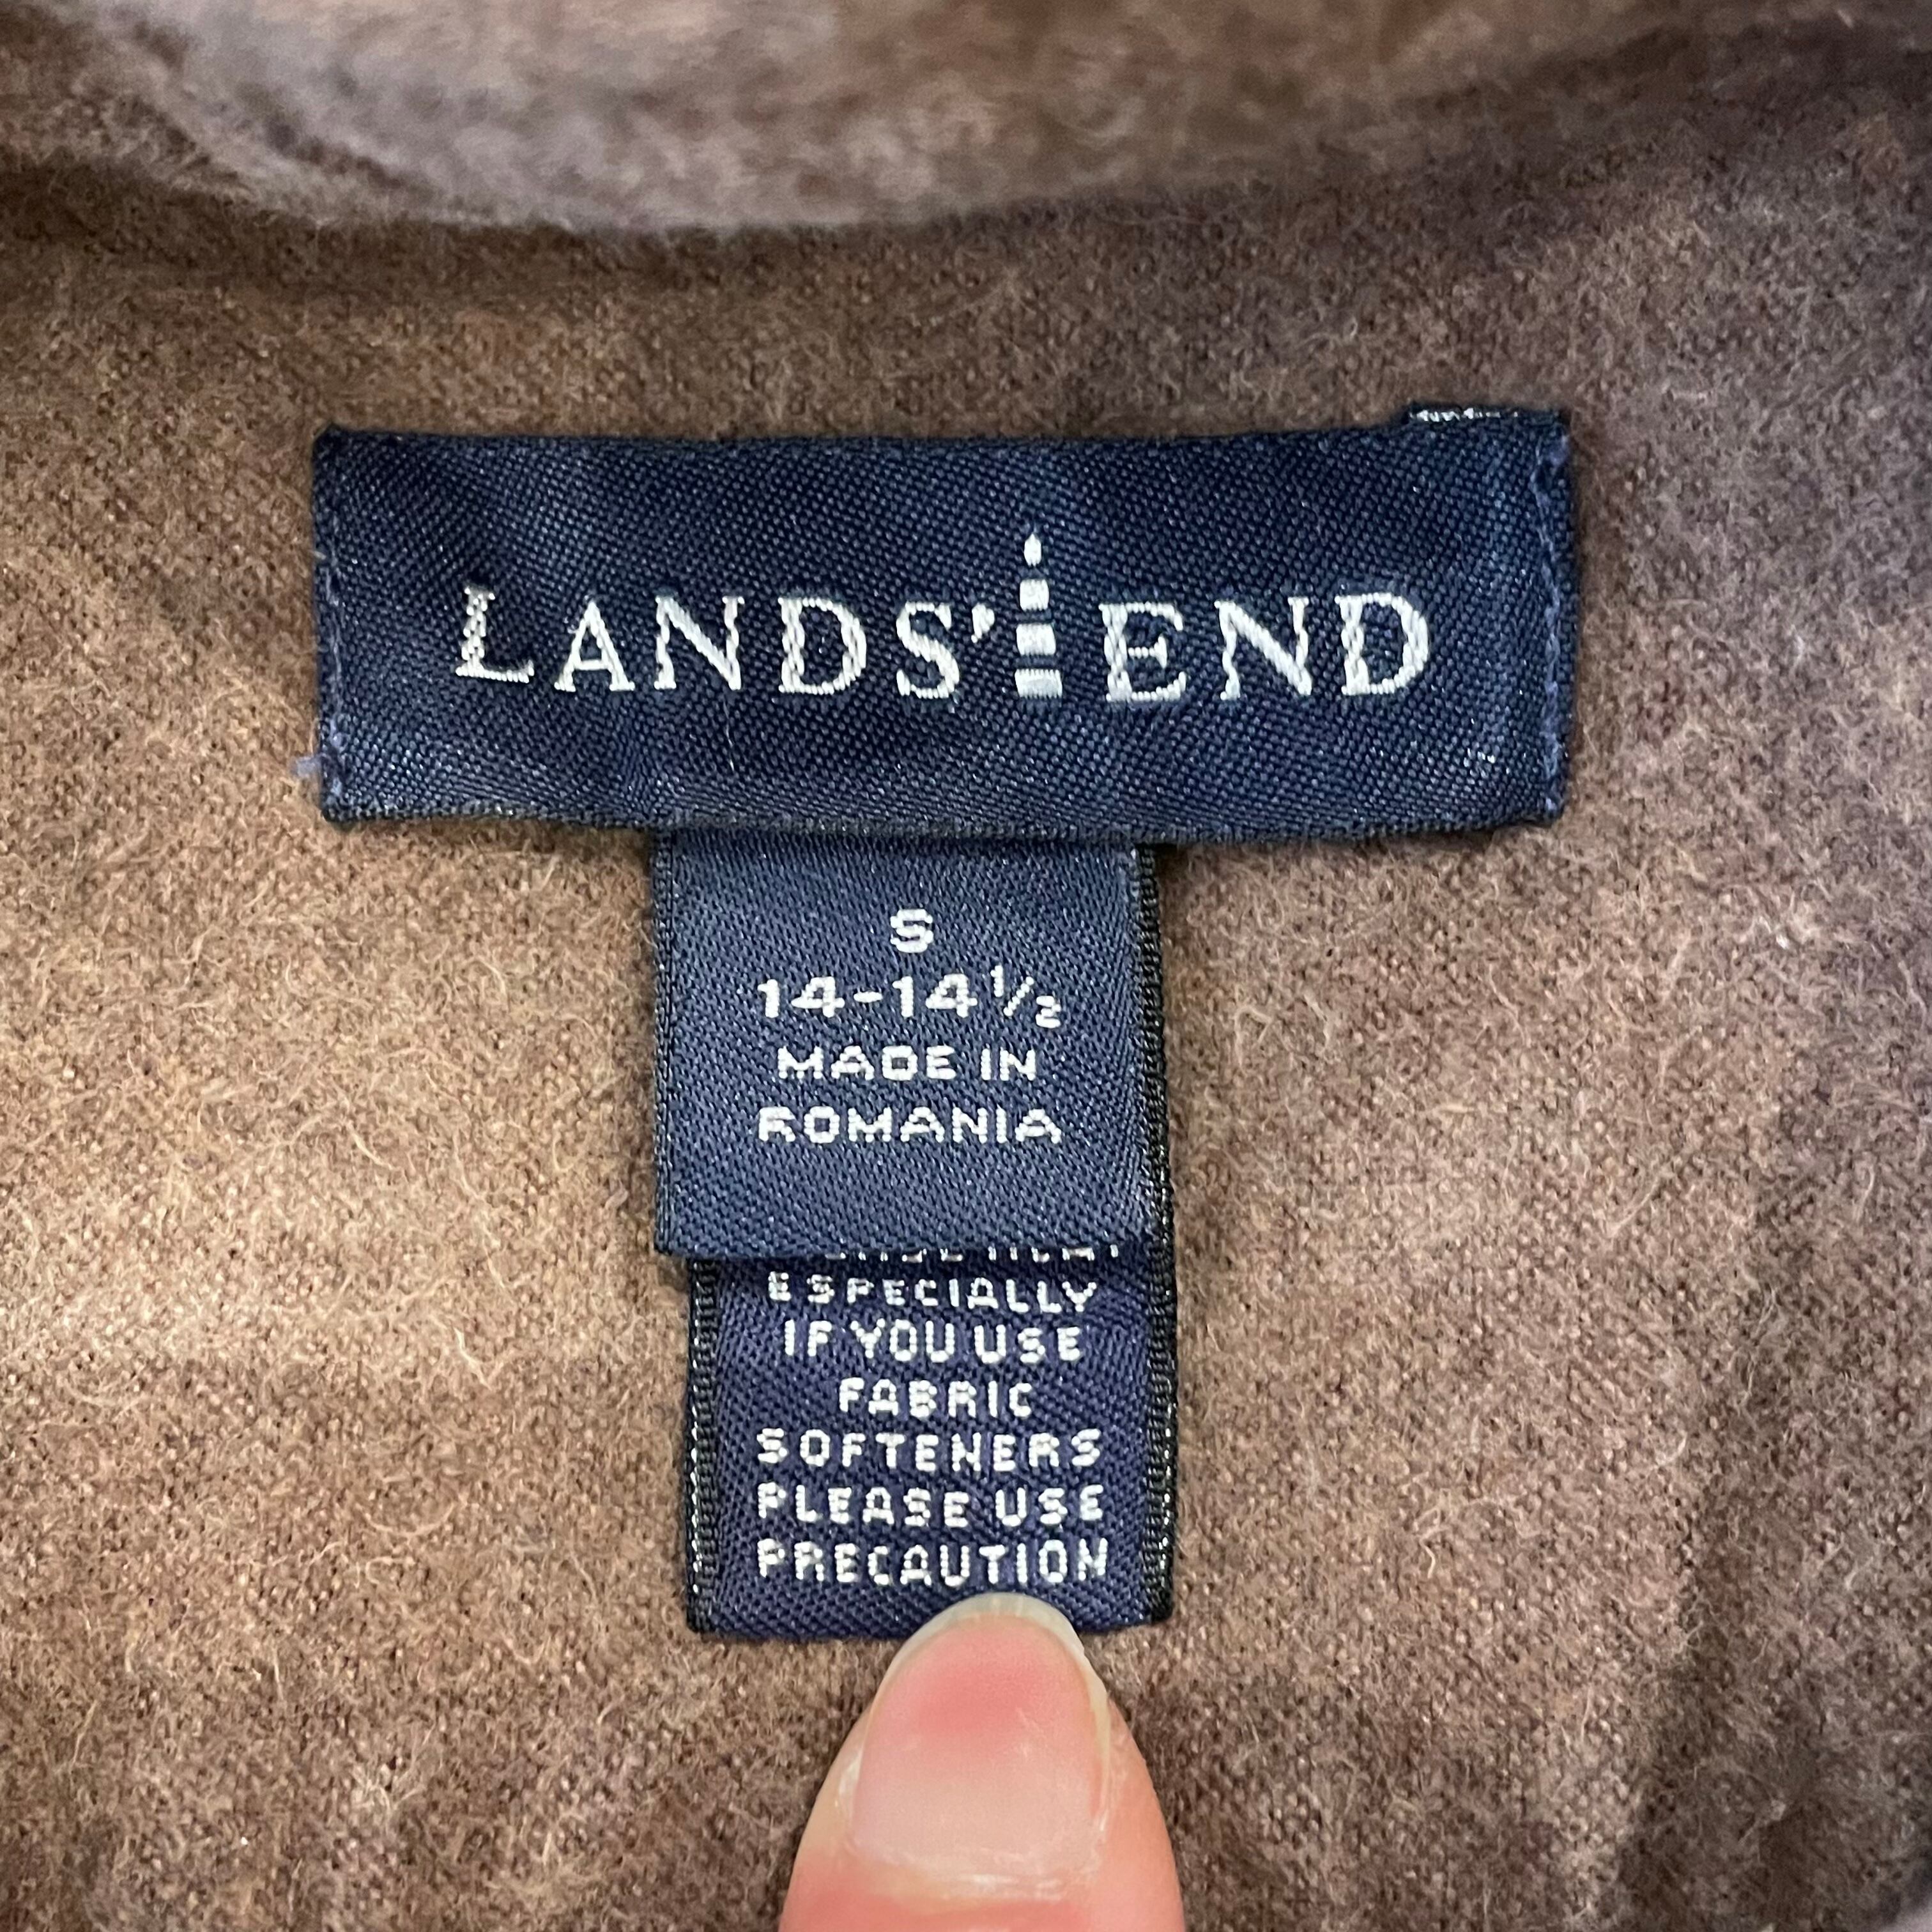 LANDS' END
S
14-14½
MADE IN
ROMANIA
ESPECIALLY
IF YOU USE
FABRIC
SOFTENERS
PLEASE USE
PRECAUTION